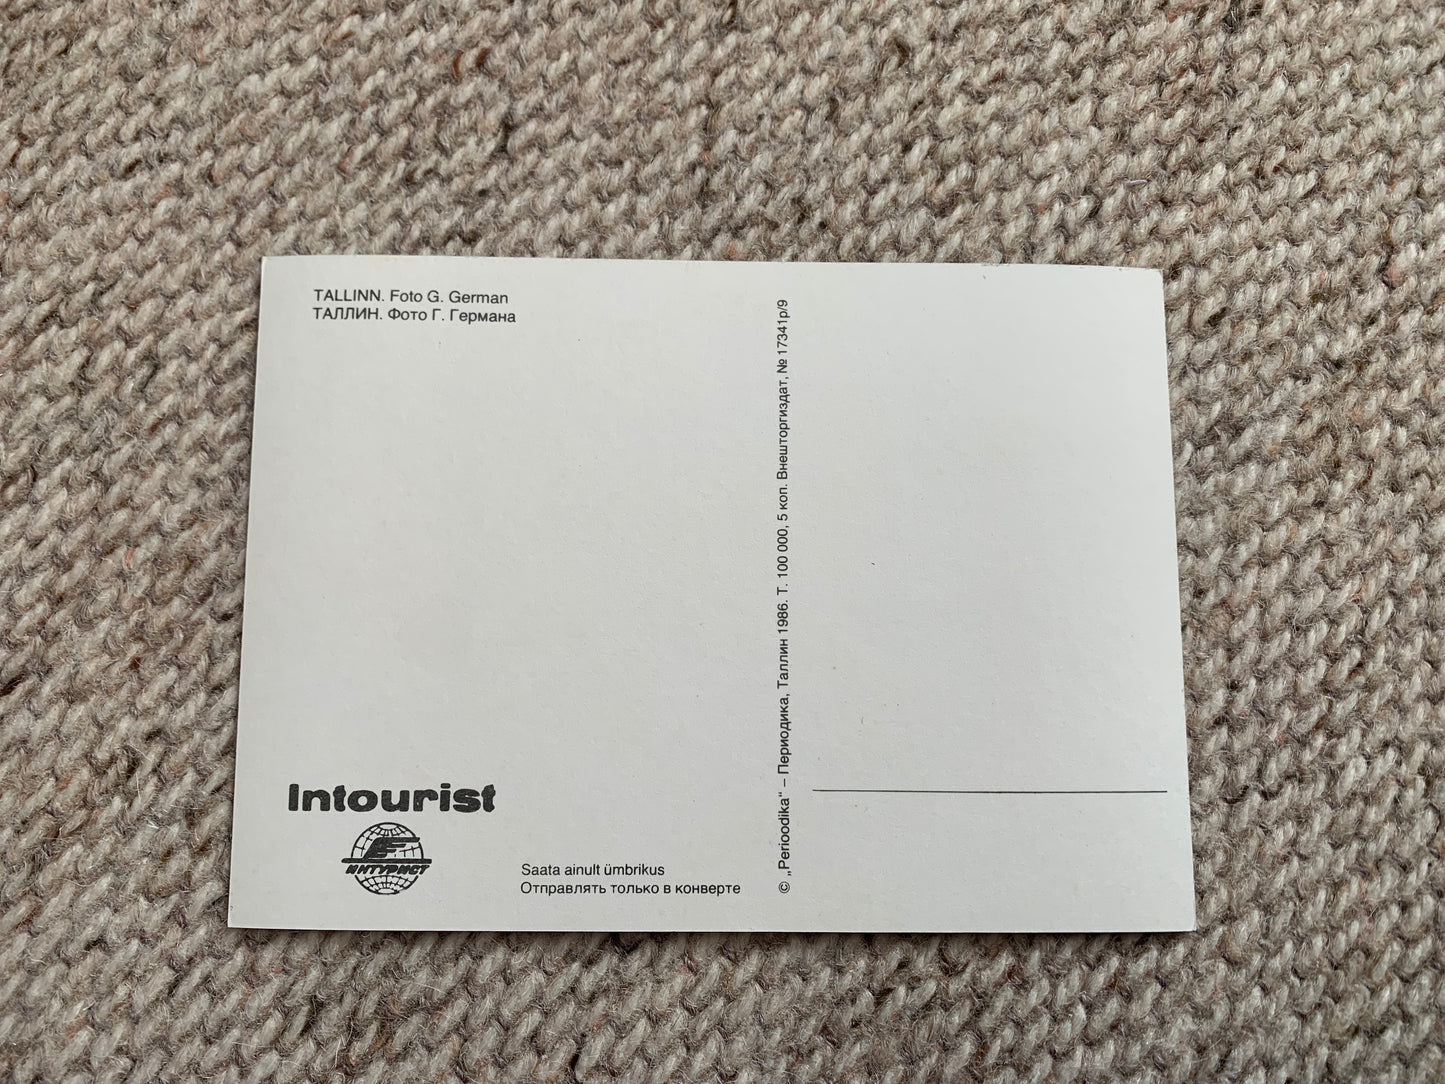 TALLINN. Foto G. German
ТАЛЛИН. Фото Г. Германа
Intourist
ИНТУРИСТ
Saata ainult ümbrikus
Отправлять только в конверте
© „Perioodika“ – Периодика, Таллин 1986. Т. 100 000, 5 коп. Внешторгиздат, № 17341р/9